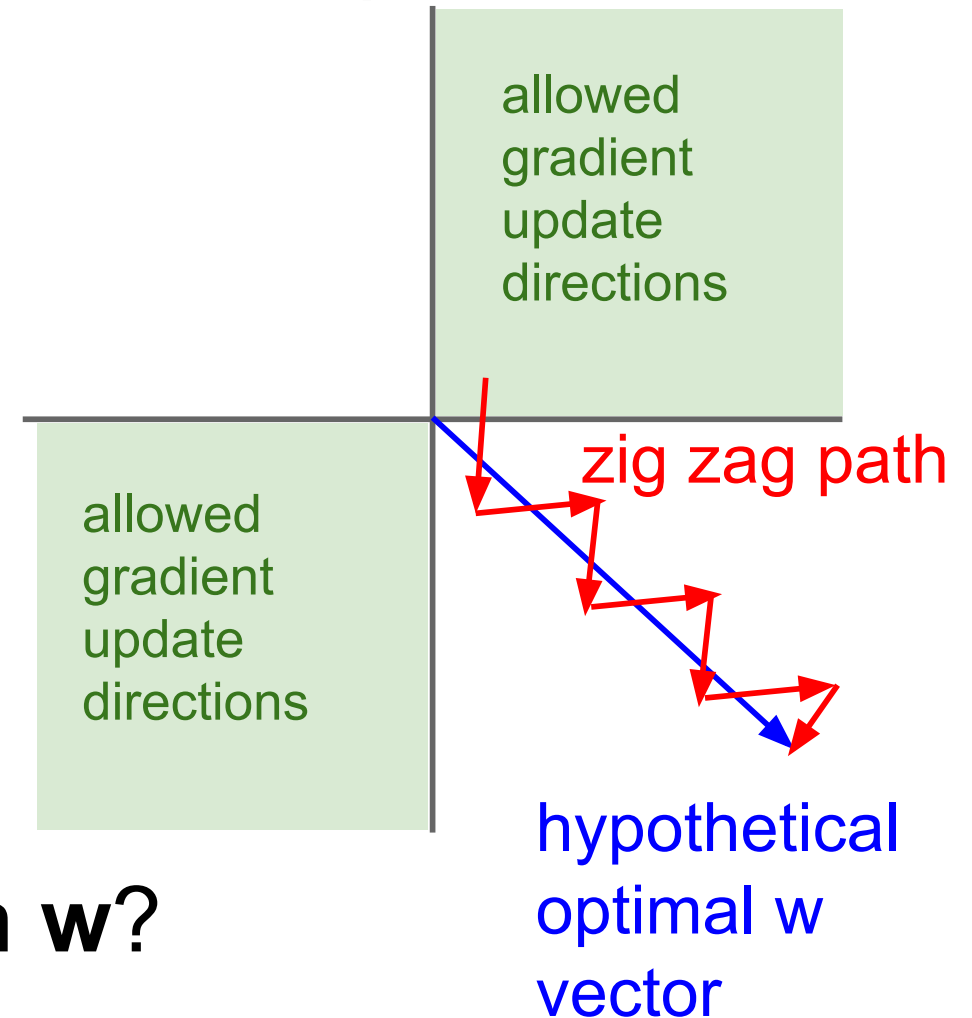 allowed
gradient
update
directions
zig zag path
allowed
gradient
update
directions
hypothetical
optimal w
vector
w?